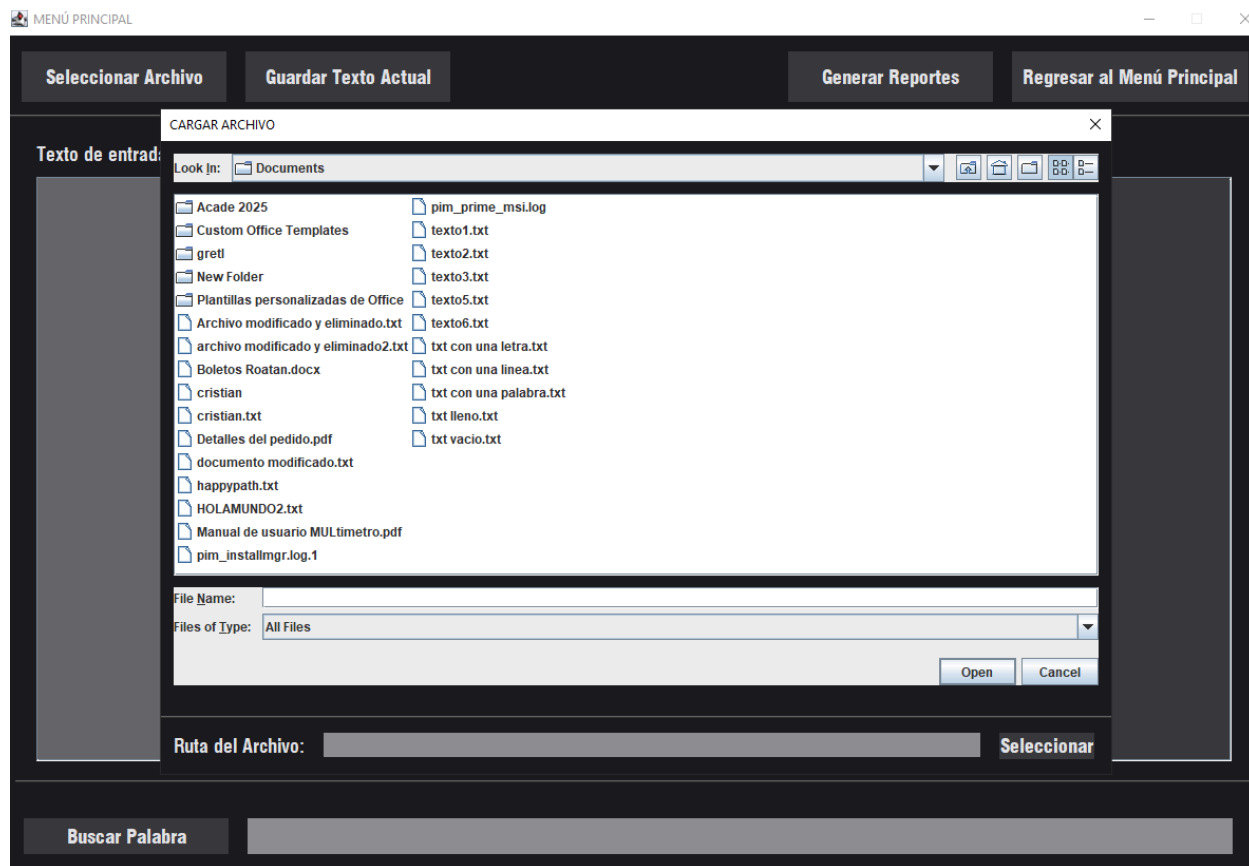 MENÚ PRINCIPAL
Seleccionar Archivo
Guardar Texto Actual
Generar Reportes
Regresar al Menú Principal
CARGAR ARCHIVO
Texto de entrad
Look In:
Documents
Acade 2025
Custom Office Templates
gretl
New Folder
Plantillas personalizadas de Office
Archivo modificado y eliminado.txt
archivo modificado y eliminado2.txt
Boletos Roatan.docx
cristian
cristian.txt
Detalles del pedido.pdf
documento modificado.txt
happypath.txt
HOLAMUNDO2.txt
Manual de usuario MULtimetro.pdf
pim_installmgr.log.1
pim_prime_msi.log
texto1.txt
texto2.txt
texto3.txt
texto5.txt
texto6.txt
txt con una letra.txt
txt con una linea.txt
txt con una palabra.txt
txt lleno.txt
txt vacio.txt
File Name:
Files of Type:
All Files
Open
Cancel
Ruta del Archivo:
Seleccionar
Buscar Palabra